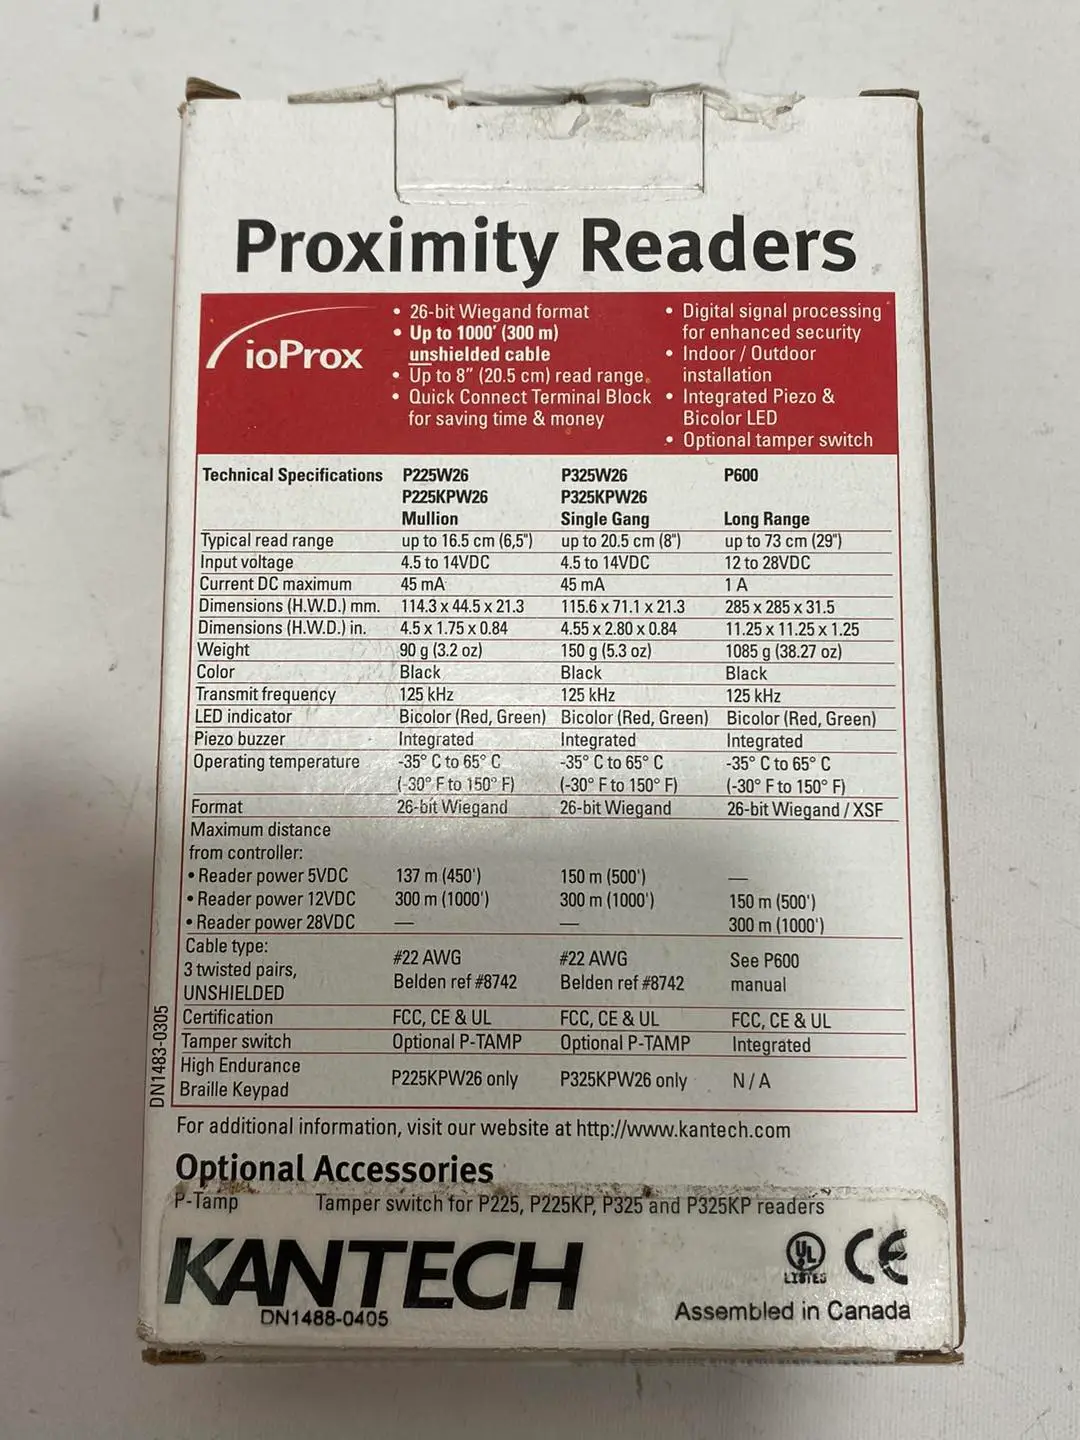 Proximity Readers
ioProx
• 26-bit Wiegand format
• Up to 1000' (300 m)
unshielded cable
• Up to 8" (20.5 cm) read range.
• Quick Connect Terminal Block
for saving time & money
• Digital signal processing
for enhanced security
• Indoor / Outdoor
installation
• Integrated Piezo &
Bicolor LED
• Optional tamper switch
Technical Specifications P225W26 P325W26 P600
P225KPW26 P325KPW26
Mullion Single Gang Long Range
Typical read range up to 16.5 cm (6,5") up to 20.5 cm (8") up to 73 cm (29")
Input voltage 4.5 to 14VDC 4.5 to 14VDC 12 to 28VDC
Current DC maximum 45 mA 45 mA 1 A
Dimensions (H.W.D.) mm. 114.3 x 44.5 x 21.3 115.6 x 71.1 x 21.3 285 x 285 x 31.5
Dimensions (H.W.D.) in. 4.5 x 1.75 x 0.84 4.55 x 2.80 x 0.84 11.25 x 11.25 x 1.25
Weight 90 g (3.2 oz) 150 g (5.3 oz) 1085 g (38.27 oz)
Color Black Black Black
Transmit frequency 125 kHz 125 kHz 125 kHz
LED indicator Bicolor (Red, Green) Bicolor (Red, Green) Bicolor (Red, Green)
Piezo buzzer Integrated Integrated Integrated
Operating temperature -35° C to 65° C -35° C to 65° C -35° C to 65° C
(-30° F to 150° F) (-30° F to 150° F) (-30° F to 150° F)
Format 26-bit Wiegand 26-bit Wiegand 26-bit Wiegand / XSF
Maximum distance
from controller:
• Reader power 5VDC 137 m (450') 150 m (500') —
• Reader power 12VDC 300 m (1000') 300 m (1000') 150 m (500')
• Reader power 28VDC — — 300 m (1000')
Cable type:
3 twisted pairs, #22 AWG #22 AWG See P600
UNSHIELDED Belden ref #8742 Belden ref #8742 manual
Certification FCC, CE & UL FCC, CE & UL FCC, CE & UL
Tamper switch Optional P-TAMP Optional P-TAMP Integrated
High Endurance
Braille Keypad P225KPW26 only P325KPW26 only N / A
DN1483-0305
For additional information, visit our website at http://www.kantech.com
Optional Accessories
P-Tamp Tamper switch for P225, P225KP, P325 and P325KP readers
KANTECH
DN1488-0405
UL
LISTED
CE
Assembled in Canada